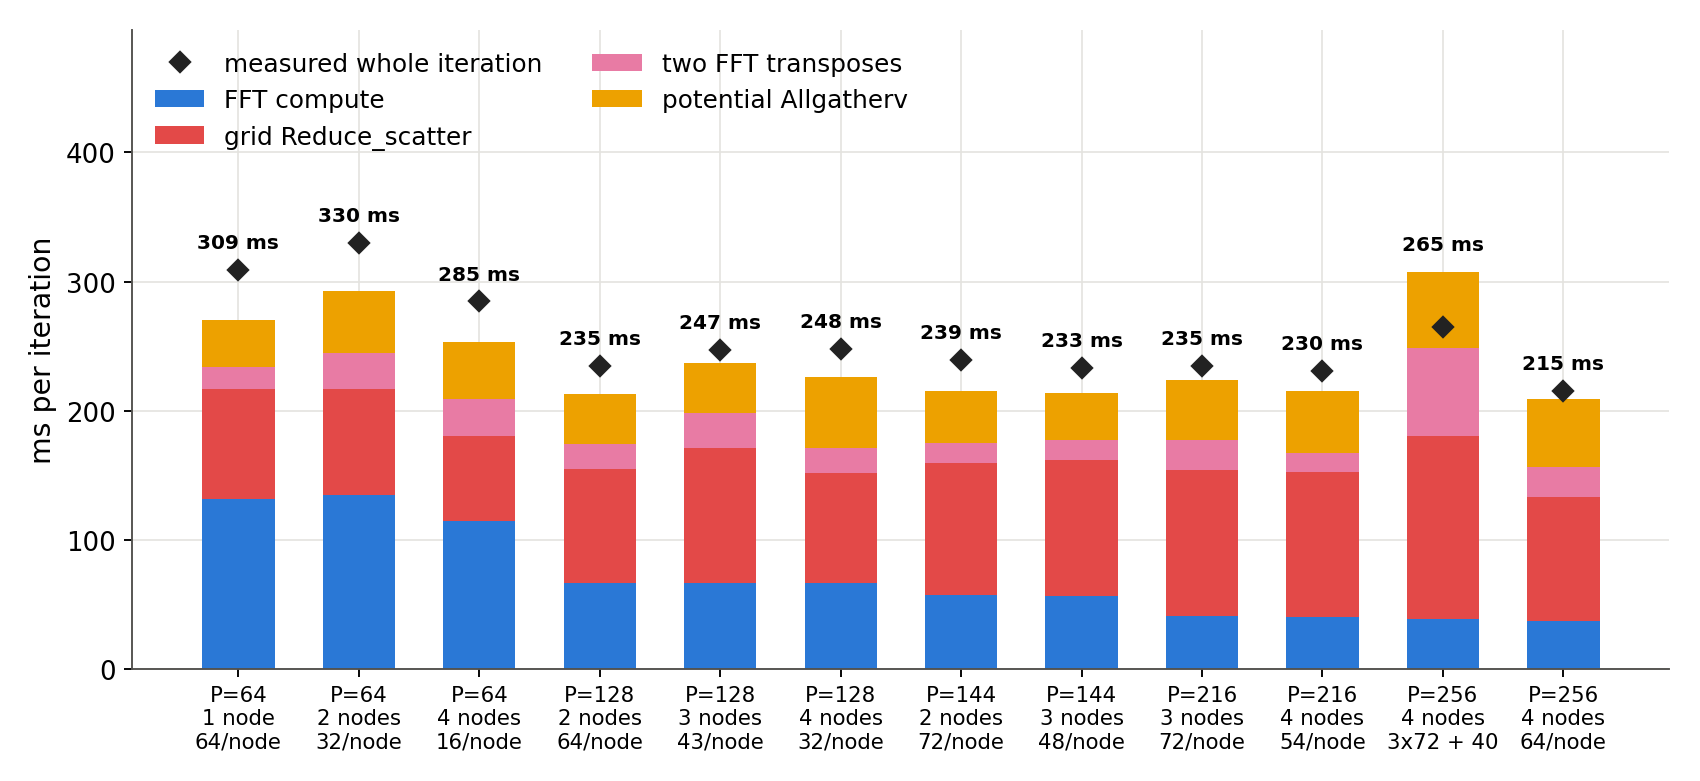 measured whole iteration
FFT compute
grid Reduce_scatter
two FFT transposes
potential Allgatherv
ms per iteration
400
300
200
100
0
309 ms
330 ms
285 ms
235 ms
247 ms
248 ms
239 ms
233 ms
235 ms
230 ms
265 ms
215 ms
P=64
1 node
64/node
P=64
2 nodes
32/node
P=64
4 nodes
16/node
P=128
2 nodes
64/node
P=128
3 nodes
43/node
P=128
4 nodes
32/node
P=144
2 nodes
72/node
P=144
3 nodes
48/node
P=216
3 nodes
72/node
P=216
4 nodes
54/node
P=256
4 nodes
3x72 + 40
P=256
4 nodes
64/node